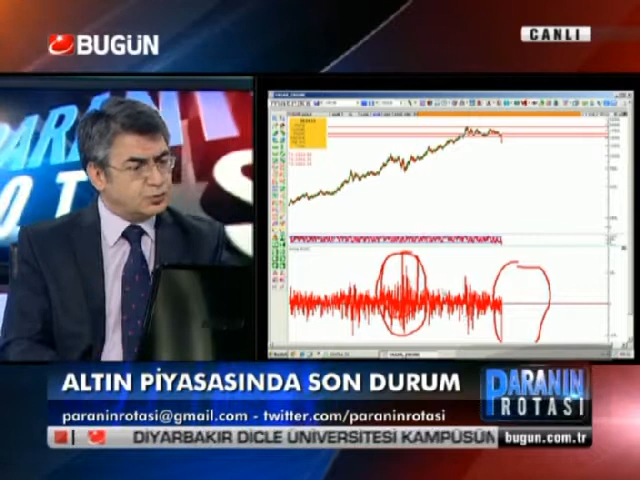 BUGÜN
CANLI
PARANIN
ROTASI
ALTIN PİYASASINDA SON DURUM
PARANIN
ROTASI
paraninrotasi@gmail.com - twitter.com/paraninrotasi
DİYARBAKIR DİCLE ÜNİVERSİTESİ KAMPÜSÜN
bugun.com.tr